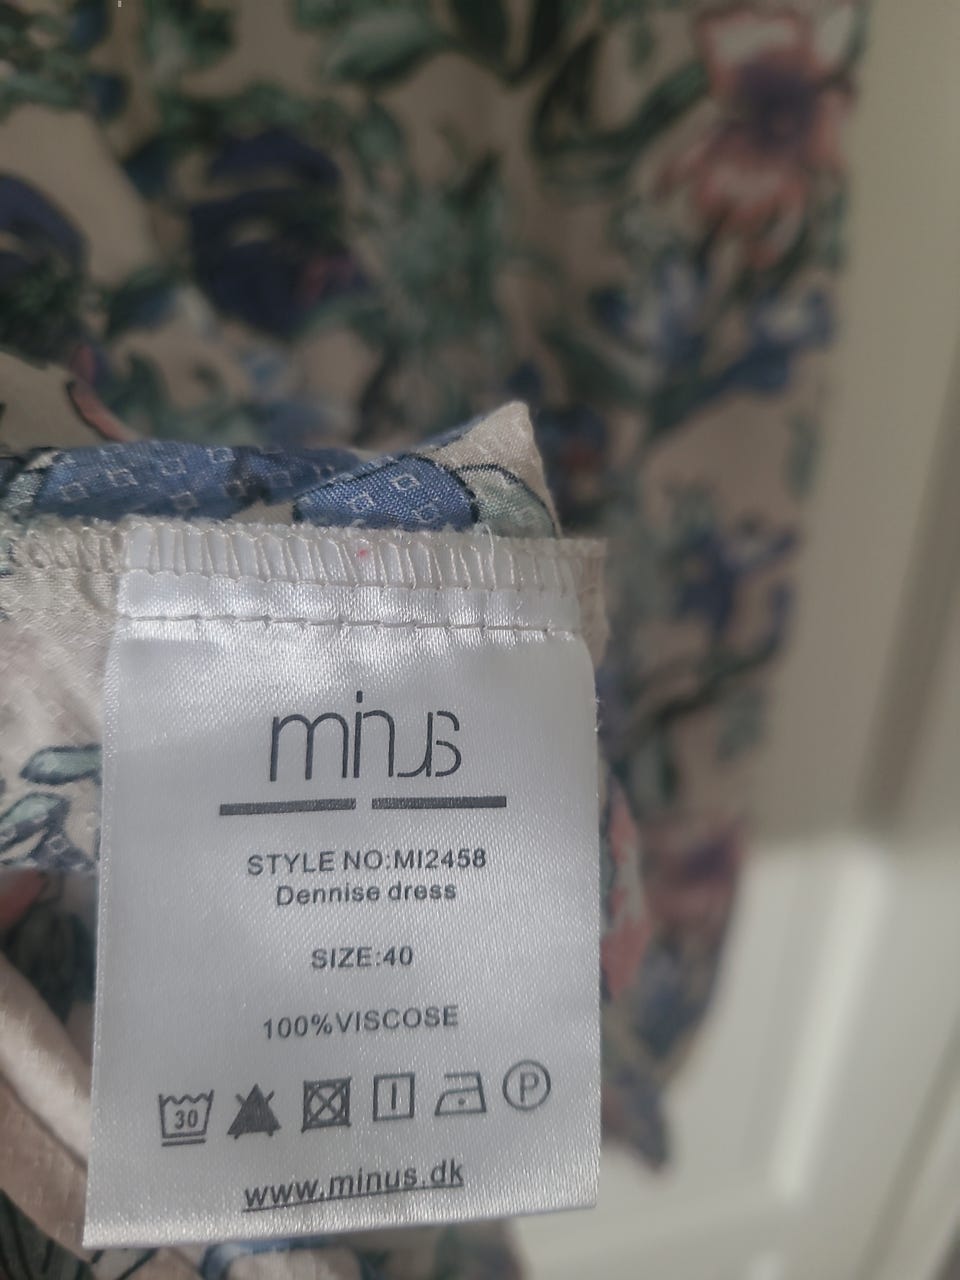 minus
STYLE NO:MI2458
Dennise dress
SIZE:40
100%VISCOSE
30
P
www.minus.dk